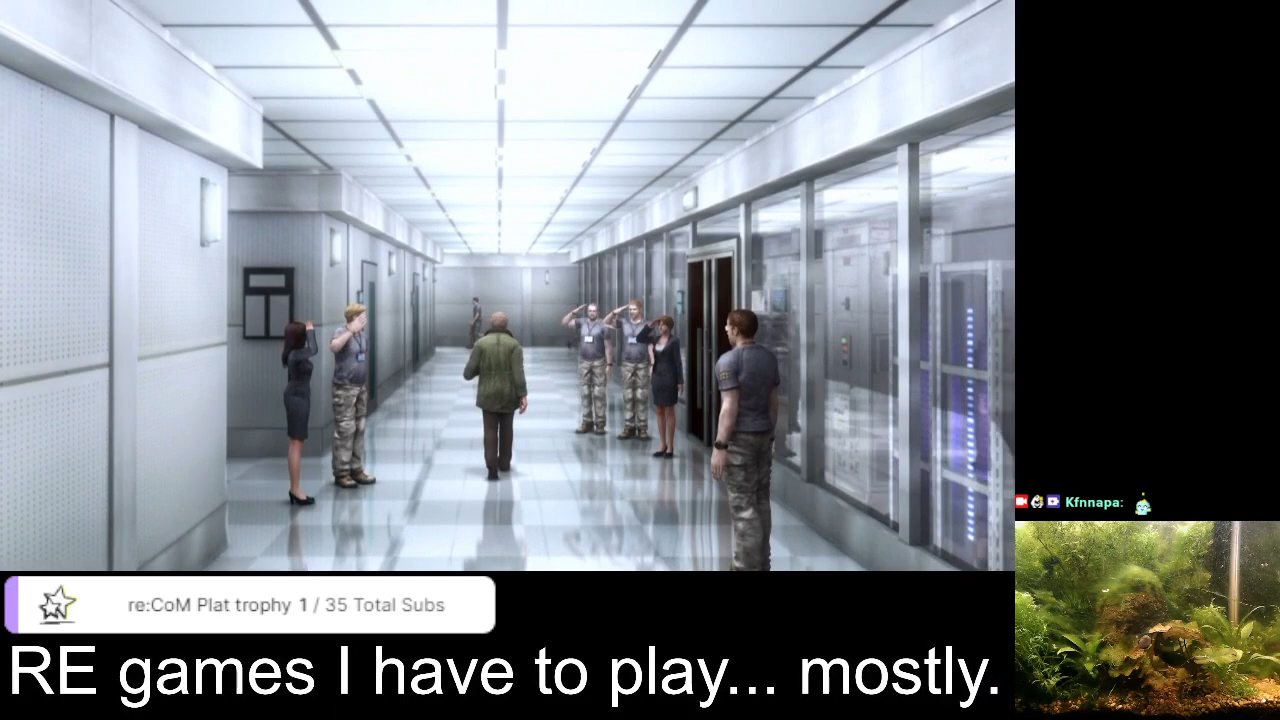 Kfnnapa:
re:CoM Plat trophy 1 / 35 Total Subs
RE games I have to play... mostly.